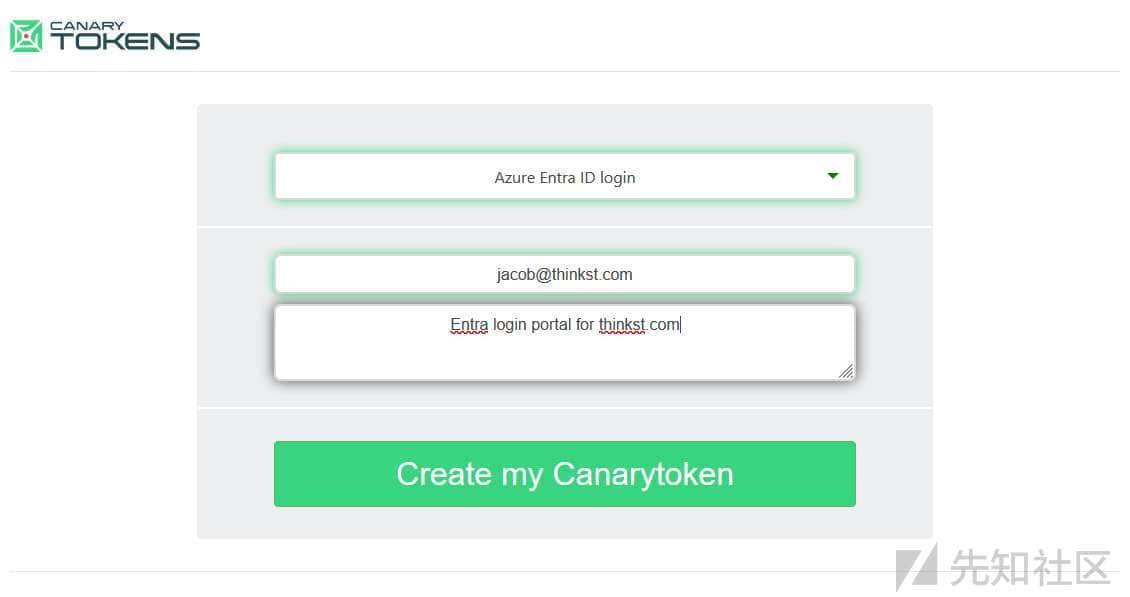 CANARY
TOKENS
Azure Entra ID login
jacob@thinkst.com
Entra login portal for thinkst.com
Create my Canarytoken
先知社区